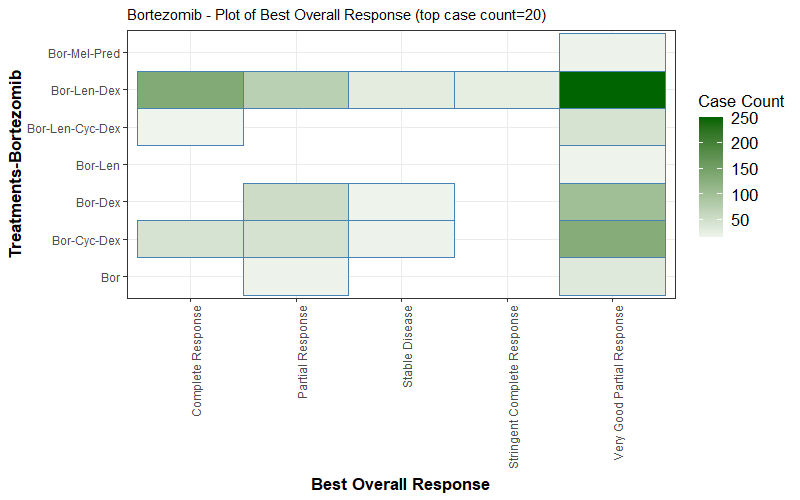 Bortezomib - Plot of Best Overall Response (top case count=20)
Treatments-Bortezomib
Bor-Mel-Pred
Bor-Len-Dex
Bor-Len-Cyc-Dex
Bor-Len
Bor-Dex
Bor-Cyc-Dex
Bor
Complete Response
Partial Response
Stable Disease
Stringent Complete Response
Very Good Partial Response
Best Overall Response
Case Count
250
200
150
100
50